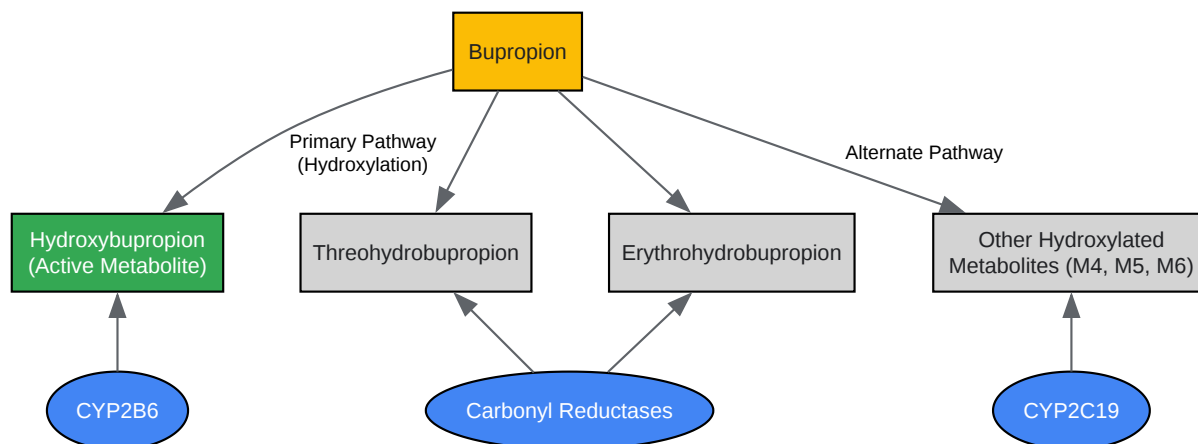 Bupropion
Primary Pathway
(Hydroxylation)
Alternate Pathway
Hydroxybupropion
(Active Metabolite)
Threohydrobupropion
Erythrohydrobupropion
Other Hydroxylated
Metabolites (M4, M5, M6)
CYP2B6
Carbonyl Reductases
CYP2C19